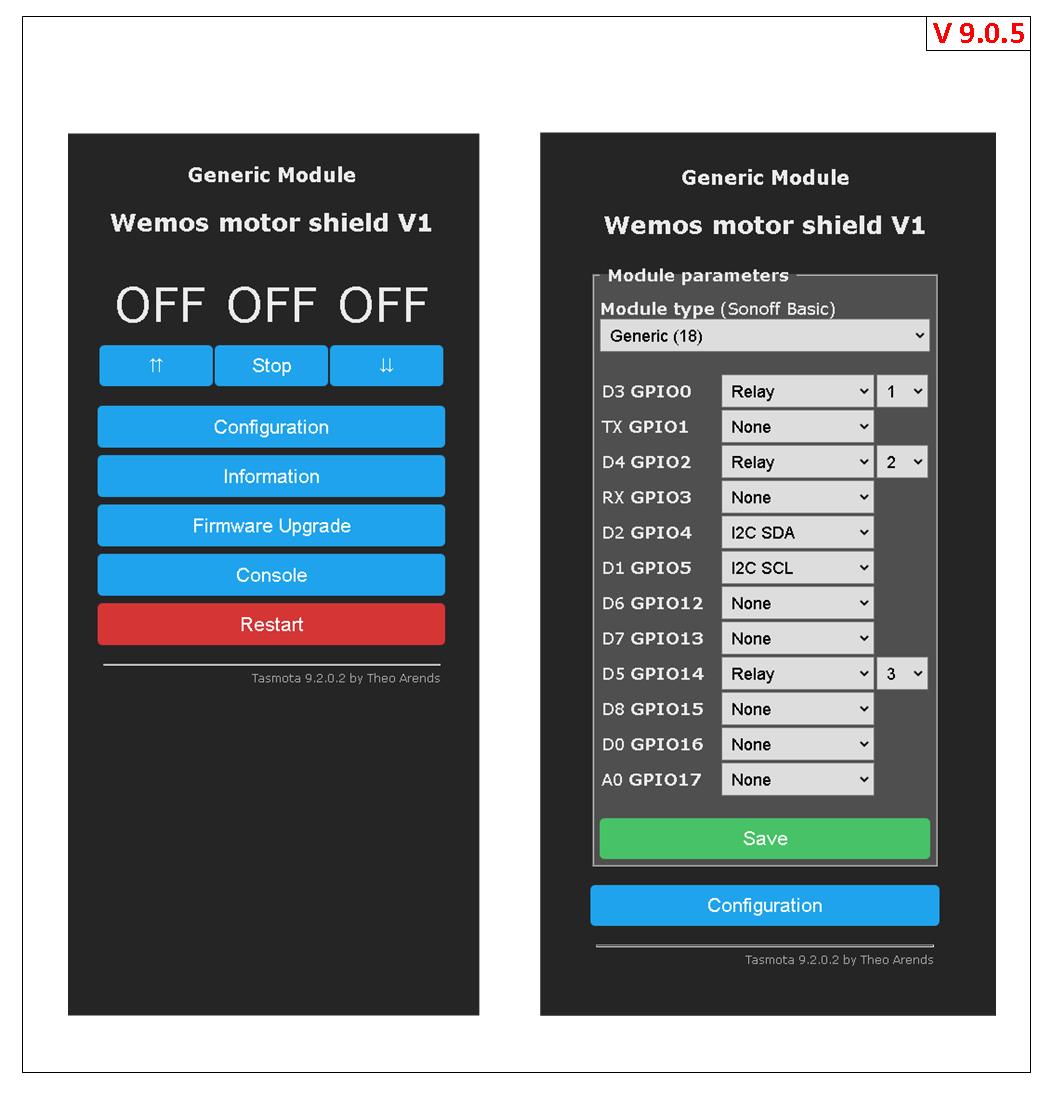 V 9.0.5
Generic Module
Wemos motor shield V1
OFF OFF OFF
⇈ Stop ⇊
Configuration
Information
Firmware Upgrade
Console
Restart
Tasmota 9.2.0.2 by Theo Arends
Generic Module
Wemos motor shield V1
Module parameters
Module type (Sonoff Basic)
Generic (18)
D3 GPIO0 Relay 1
TX GPIO1 None
D4 GPIO2 Relay 2
RX GPIO3 None
D2 GPIO4 I2C SDA
D1 GPIO5 I2C SCL
D6 GPIO12 None
D7 GPIO13 None
D5 GPIO14 Relay 3
D8 GPIO15 None
D0 GPIO16 None
A0 GPIO17 None
Save
Configuration
Tasmota 9.2.0.2 by Theo Arends